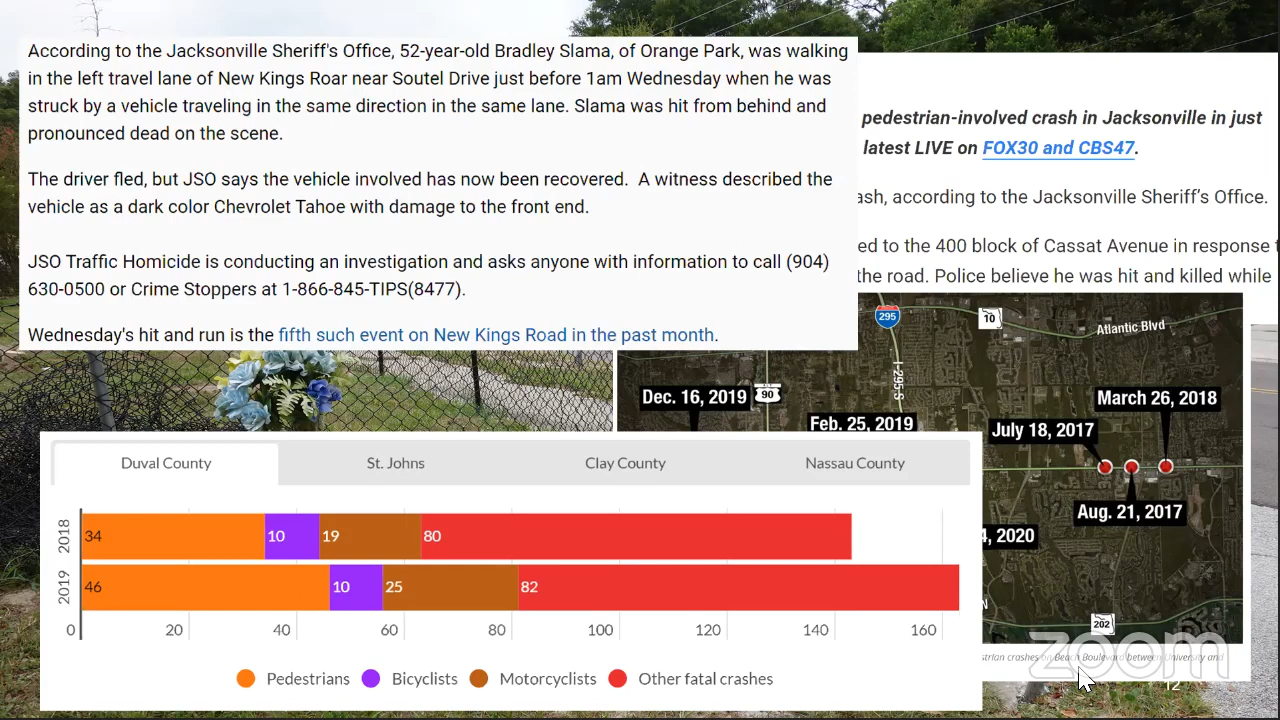 According to the Jacksonville Sheriff's Office, 52-year-old Bradley Slama, of Orange Park, was walking
in the left travel lane of New Kings Roar near Soutel Drive just before 1am Wednesday when he was
struck by a vehicle traveling in the same direction in the same lane. Slama was hit from behind and
pronounced dead on the scene.
The driver fled, but JSO says the vehicle involved has now been recovered. A witness described the
vehicle as a dark color Chevrolet Tahoe with damage to the front end.
JSO Traffic Homicide is conducting an investigation and asks anyone with information to call (904)
630-0500 or Crime Stoppers at 1-866-845-TIPS(8477).
Wednesday's hit and run is the fifth such event on New Kings Road in the past month.
pedestrian-involved crash in Jacksonville in just
latest LIVE on FOX30 and CBS47.
ash, according to the Jacksonville Sheriff's Office.
ed to the 400 block of Cassat Avenue in response
the road. Police believe he was hit and killed while
295
10
Atlantic Blvd
I-295 S
Dec. 16, 2019
90
Feb. 25, 2019
March 26, 2018
July 18, 2017
Aug. 21, 2017
4, 2020
202
strian crashes on Beach Boulevard between University and
Duval County
St. Johns
Clay County
Nassau County
2018
34
10
19
80
2019
46
10
25
82
0
20
40
60
80
100
120
140
160
Pedestrians
Bicyclists
Motorcyclists
Other fatal crashes
zoom
12